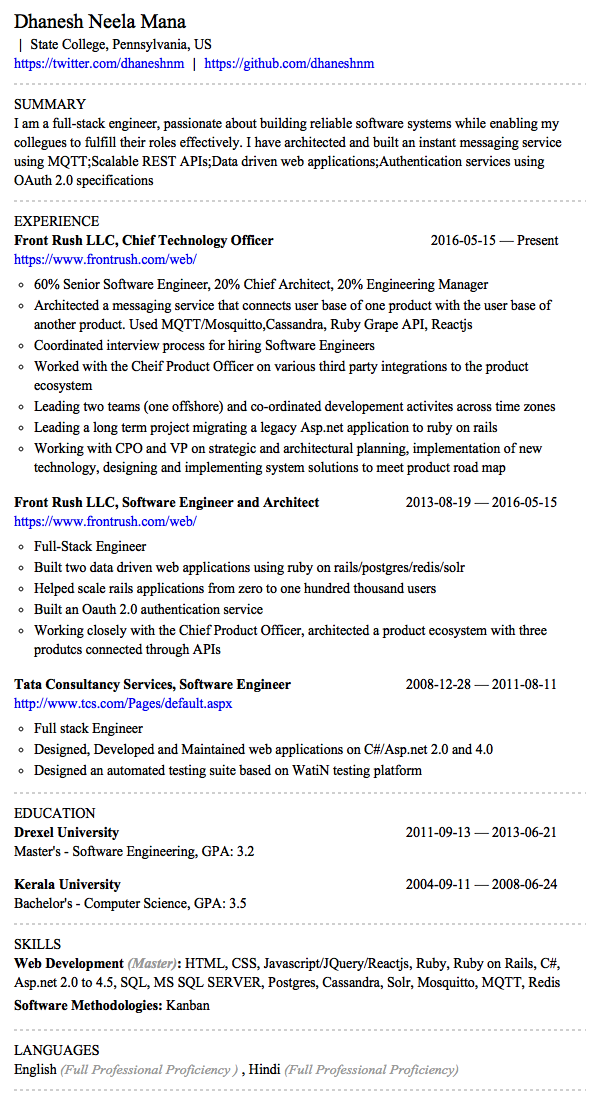 Dhanesh Neela Mana
| State College, Pennsylvania, US
https://twitter.com/dhaneshnm | https://github.com/dhaneshnm
SUMMARY
I am a full-stack engineer, passionate about building reliable software systems while enabling my
collegues to fulfill their roles effectively. I have architected and built an instant messaging service
using MQTT;Scalable REST APIs;Data driven web applications;Authentication services using
OAuth 2.0 specifications
EXPERIENCE
Front Rush LLC, Chief Technology Officer 2016-05-15 — Present
https://www.frontrush.com/web/
◦ 60% Senior Software Engineer, 20% Chief Architect, 20% Engineering Manager
◦ Architected a messaging service that connects user base of one product with the user base of
another product. Used MQTT/Mosquitto,Cassandra, Ruby Grape API, Reactjs
◦ Coordinated interview process for hiring Software Engineers
◦ Worked with the Cheif Product Officer on various third party integrations to the product
ecosystem
◦ Leading two teams (one offshore) and co-ordinated developement activites across time zones
◦ Leading a long term project migrating a legacy Asp.net application to ruby on rails
◦ Working with CPO and VP on strategic and architectural planning, implementation of new
technology, designing and implementing system solutions to meet product road map
Front Rush LLC, Software Engineer and Architect 2013-08-19 — 2016-05-15
https://www.frontrush.com/web/
◦ Full-Stack Engineer
◦ Built two data driven web applications using ruby on rails/postgres/redis/solr
◦ Helped scale rails applications from zero to one hundred thousand users
◦ Built an Oauth 2.0 authentication service
◦ Working closely with the Chief Product Officer, architected a product ecosystem with three
produtcs connected through APIs
Tata Consultancy Services, Software Engineer 2008-12-28 — 2011-08-11
http://www.tcs.com/Pages/default.aspx
◦ Full stack Engineer
◦ Designed, Developed and Maintained web applications on C#/Asp.net 2.0 and 4.0
◦ Designed an automated testing suite based on WatiN testing platform
EDUCATION
Drexel University 2011-09-13 — 2013-06-21
Master's - Software Engineering, GPA: 3.2
Kerala University 2004-09-11 — 2008-06-24
Bachelor's - Computer Science, GPA: 3.5
SKILLS
Web Development (Master): HTML, CSS, Javascript/JQuery/Reactjs, Ruby, Ruby on Rails, C#,
Asp.net 2.0 to 4.5, SQL, MS SQL SERVER, Postgres, Cassandra, Solr, Mosquitto, MQTT, Redis
Software Methodologies: Kanban
LANGUAGES
English (Full Professional Proficiency ) , Hindi (Full Professional Proficiency)